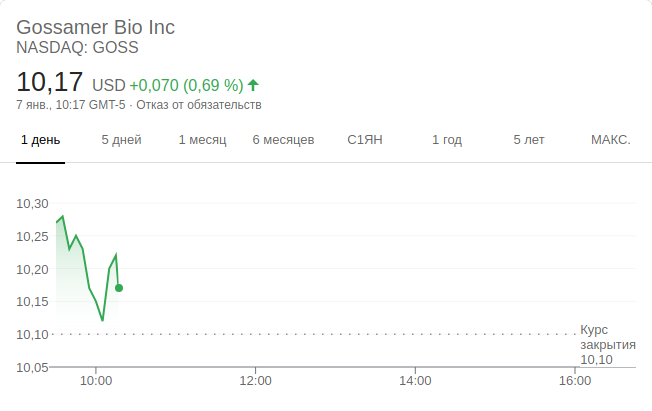 Gossamer Bio Inc
NASDAQ: GOSS
10,17 USD +0,070 (0,69 %)
7 янв., 10:17 GMT-5 · Отказ от обязательств
1 день 5 дней 1 месяц 6 месяцев С1ЯН 1 год 5 лет МАКС.
10,30
10,25
10,20
10,15
10,10
10,05
Курс
закрытия
10,10
10:00 12:00 14:00 16:00